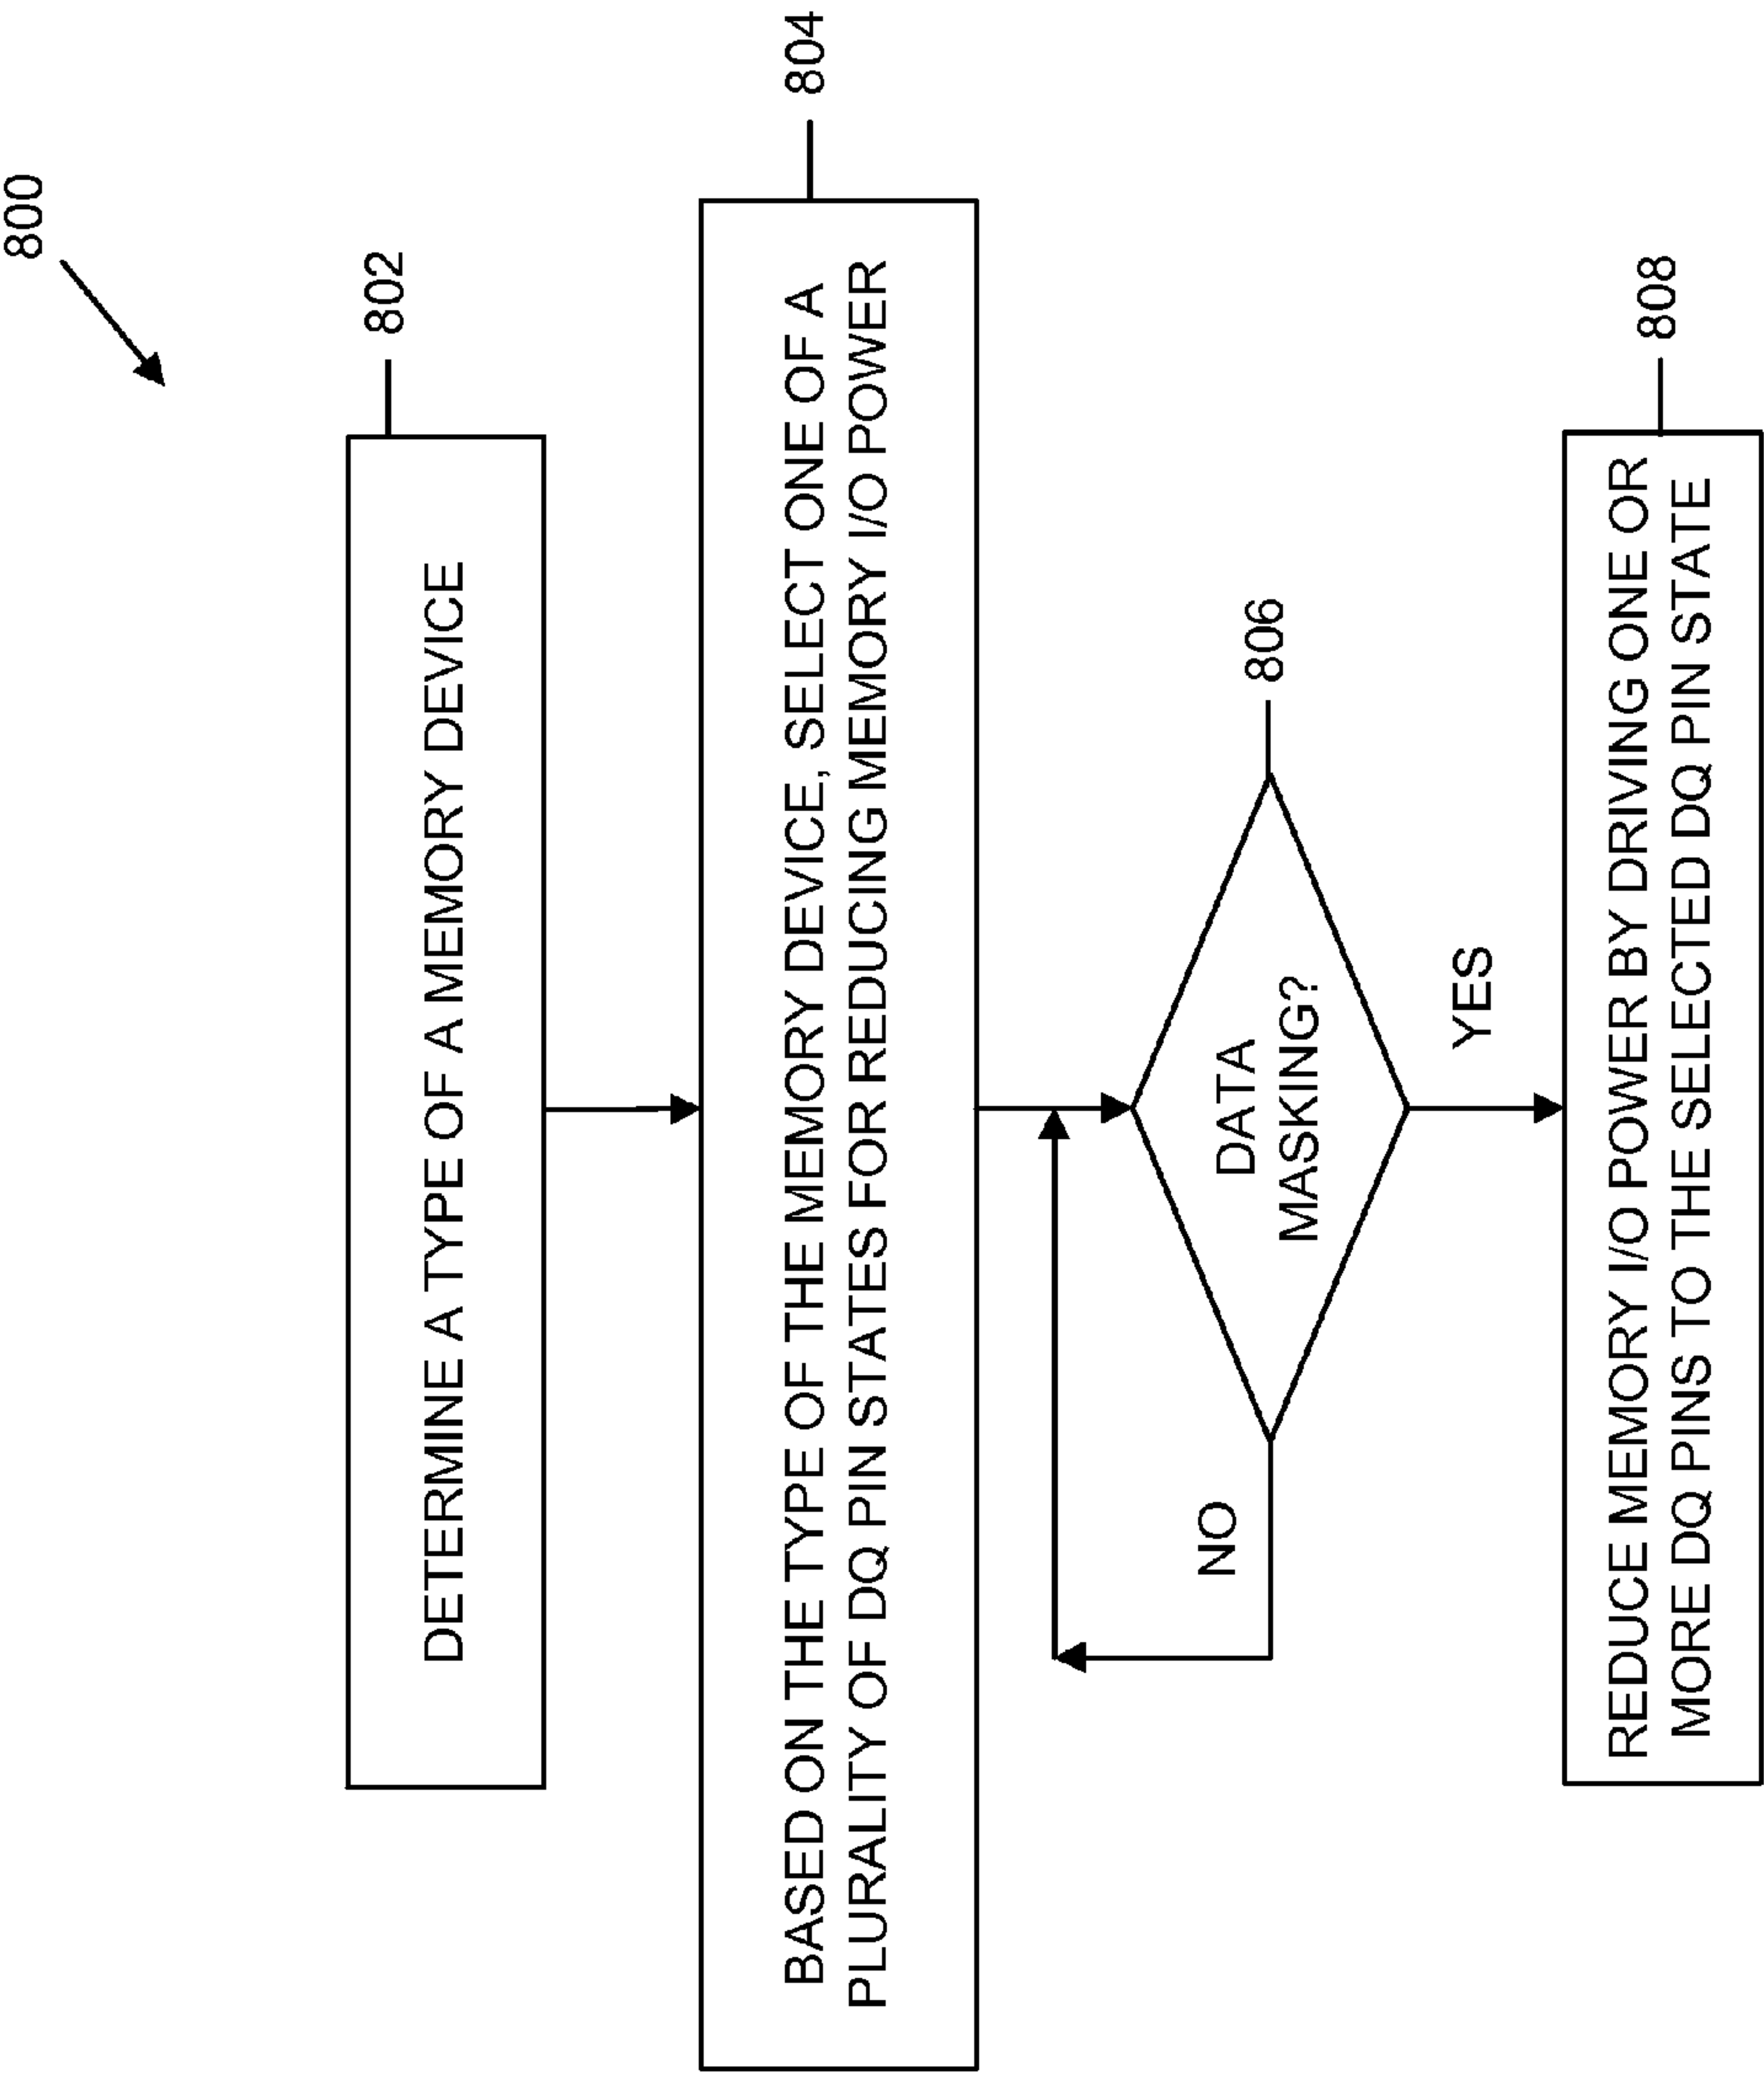 800
802
DETERMINE A TYPE OF A MEMORY DEVICE
804
BASED ON THE TYPE OF THE MEMORY DEVICE, SELECT ONE OF A
PLURALITY OF DQ PIN STATES FOR REDUCING MEMORY I/O POWER
806
DATA
MASKING?
NO
YES
808
REDUCE MEMORY I/O POWER BY DRIVING ONE OR
MORE DQ PINS TO THE SELECTED DQ PIN STATE